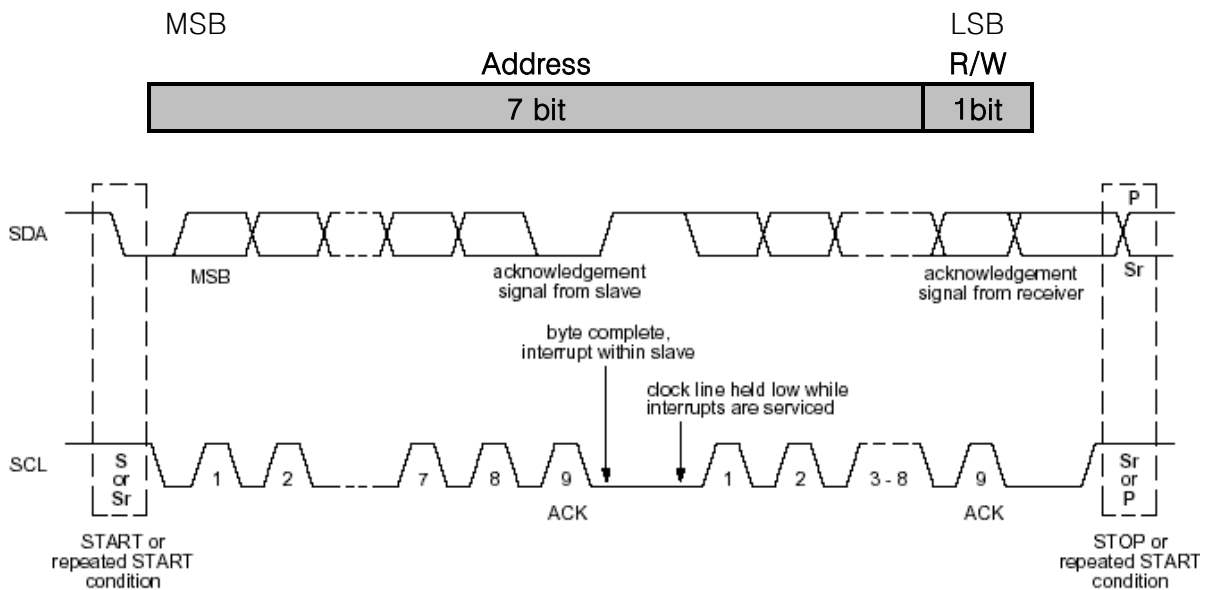 MSB LSB
Address R/W
7 bit 1bit
P
SDA
MSB
acknowledgement
signal from slave
acknowledgement
signal from receiver
Sr
byte complete,
interrupt within slave
clock line held low while
interrupts are serviced
SCL
S
or
Sr
1 2 7 8 9 1 2 3 - 8 9
Sr
or
P
ACK ACK
START or
repeated START
condition
STOP or
repeated START
condition